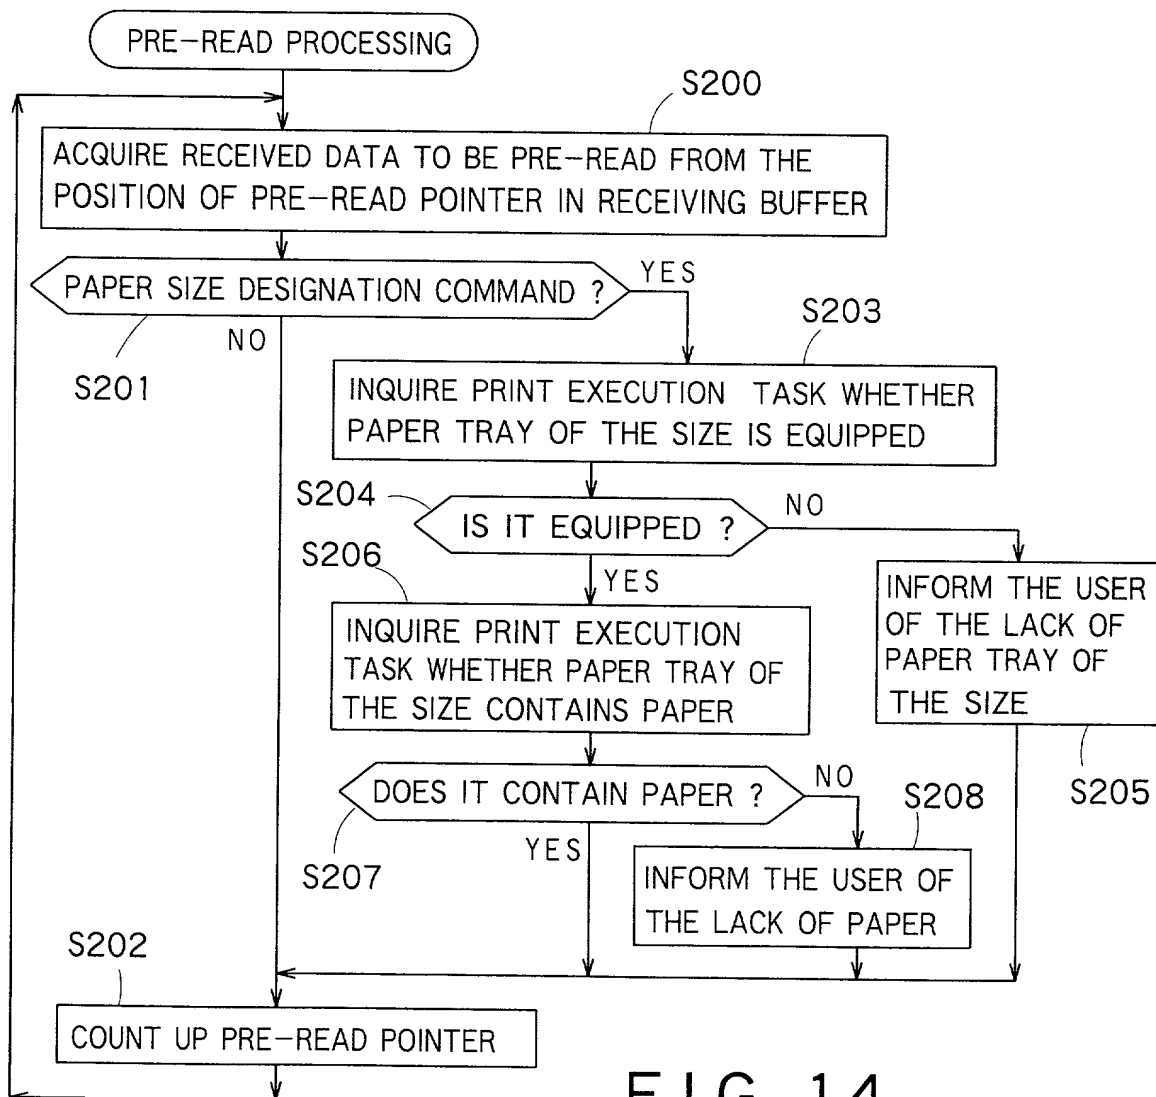 PRE-READ PROCESSING
S200
ACQUIRE RECEIVED DATA TO BE PRE-READ FROM THE
POSITION OF PRE-READ POINTER IN RECEIVING BUFFER
PAPER SIZE DESIGNATION COMMAND ?
YES
NO
S201
S203
INQUIRE PRINT EXECUTION TASK WHETHER
PAPER TRAY OF THE SIZE IS EQUIPPED
S204
IS IT EQUIPPED ?
NO
YES
S206
INQUIRE PRINT EXECUTION
TASK WHETHER PAPER TRAY OF
THE SIZE CONTAINS PAPER
INFORM THE USER
OF THE LACK OF
PAPER TRAY OF
THE SIZE
S205
DOES IT CONTAIN PAPER ?
NO
YES
S207
S208
INFORM THE USER OF
THE LACK OF PAPER
S202
COUNT UP PRE-READ POINTER
FIG. 14